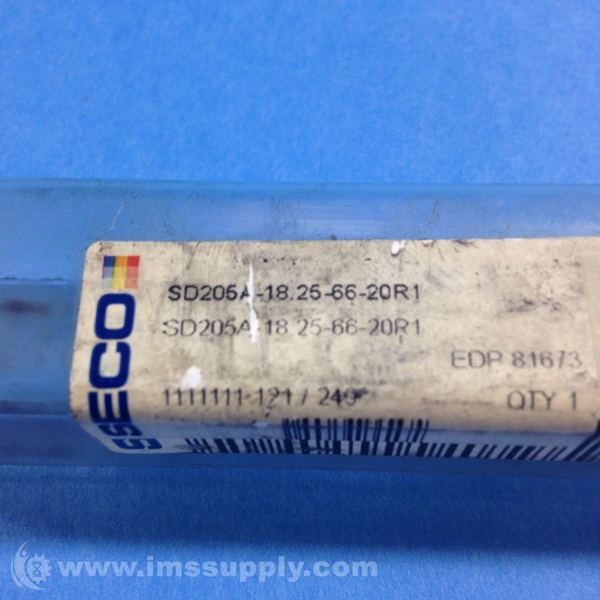 SECO
SD205A-18.25-66-20R1
SD205A-18.25-66-20R1
EDP 81673
1111111-121 / 249
QTY 1
www.imssupply.com